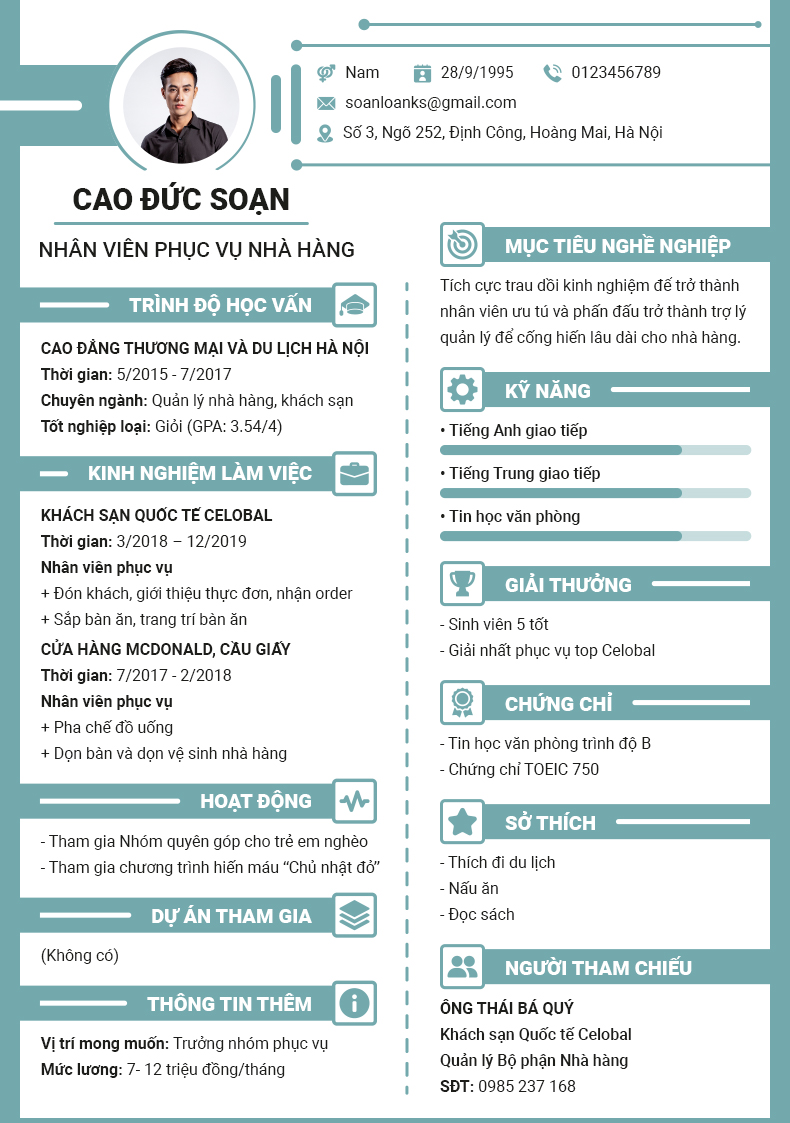 Nam
28/9/1995
0123456789
soanloanks@gmail.com
Số 3, Ngõ 252, Định Công, Hoàng Mai, Hà Nội
CAO ĐỨC SOẠN
NHÂN VIÊN PHỤC VỤ NHÀ HÀNG
TRÌNH ĐỘ HỌC VẤN
CAO ĐẲNG THƯƠNG MẠI VÀ DU LỊCH HÀ NỘI
Thời gian: 5/2015 - 7/2017
Chuyên ngành: Quản lý nhà hàng, khách sạn
Tốt nghiệp loại: Giỏi (GPA: 3.54/4)
KINH NGHIỆM LÀM VIỆC
KHÁCH SẠN QUỐC TẾ CELOBAL
Thời gian: 3/2018 – 12/2019
Nhân viên phục vụ
+ Đón khách, giới thiệu thực đơn, nhận order
+ Sắp bàn ăn, trang trí bàn ăn
CỬA HÀNG MCDONALD, CẦU GIẤY
Thời gian: 7/2017 - 2/2018
Nhân viên phục vụ
+ Pha chế đồ uống
+ Dọn bàn và dọn vệ sinh nhà hàng
HOẠT ĐỘNG
- Tham gia Nhóm quyên góp cho trẻ em nghèo
- Tham gia chương trình hiến máu “Chủ nhật đỏ”
DỰ ÁN THAM GIA
(Không có)
THÔNG TIN THÊM
Vị trí mong muốn: Trưởng nhóm phục vụ
Mức lương: 7- 12 triệu đồng/tháng
MỤC TIÊU NGHỀ NGHIỆP
Tích cực trau dồi kinh nghiệm để trở thành
nhân viên ưu tú và phấn đấu trở thành trợ lý
quản lý để cống hiến lâu dài cho nhà hàng.
KỸ NĂNG
• Tiếng Anh giao tiếp
• Tiếng Trung giao tiếp
• Tin học văn phòng
GIẢI THƯỞNG
- Sinh viên 5 tốt
- Giải nhất phục vụ top Celobal
CHỨNG CHỈ
- Tin học văn phòng trình độ B
- Chứng chỉ TOEIC 750
SỞ THÍCH
- Thích đi du lịch
- Nấu ăn
- Đọc sách
NGƯỜI THAM CHIẾU
ÔNG THÁI BÁ QUÝ
Khách sạn Quốc tế Celobal
Quản lý Bộ phận Nhà hàng
SĐT: 0985 237 168